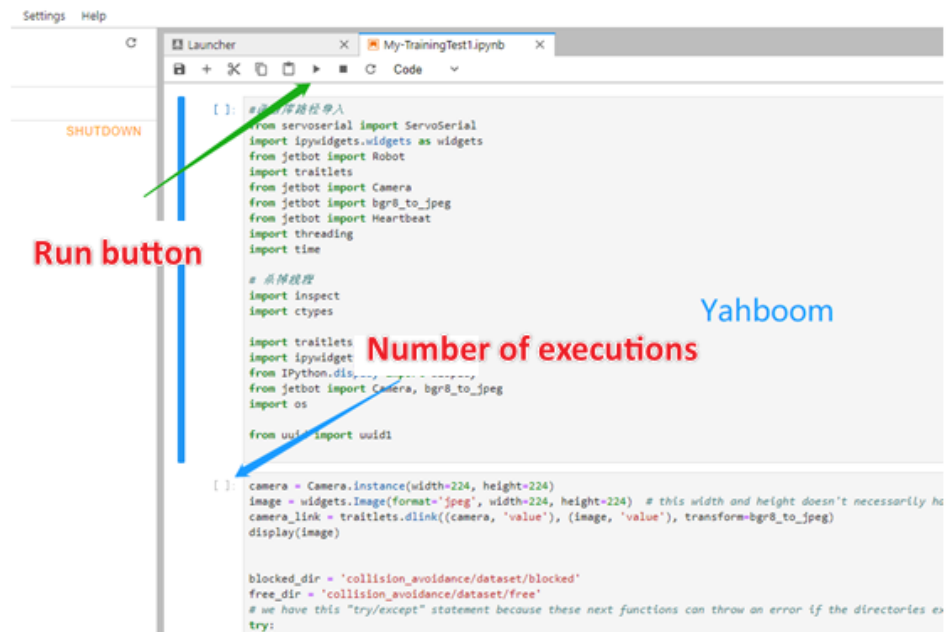 Settings Help
Launcher
My-TrainingTest1.ipynb
Code
SHUTDOWN
[ ]:
from servoserial import ServoSerial
import ipywidgets.widgets as widgets
from jetbot import Robot
import traitlets
from jetbot import Camera
from jetbot import bgr8_to_jpeg
from jetbot import Heartbeat
import threading
import time
Run button
#
import inspect
import ctypes
Yahboom
import traitlets
import
Number of executions
from IPython.
from jetbot import Camera, bgr8_to_jpeg
import os
from import uuid1
[ ]:
camera = Camera.instance(width=224, height=224)
image = widgets.Image(format='jpeg', width=224, height=224) # this width and height doesn't necessarily
camera_link = traitlets.dlink((camera, 'value'), (image, 'value'), transform=bgr8_to_jpeg)
display(image)
blocked_dir = 'collision_avoidance/dataset/blocked'
free_dir = 'collision_avoidance/dataset/free'
# we have this "try/except" statement because these next functions can throw an error if the directories
try: